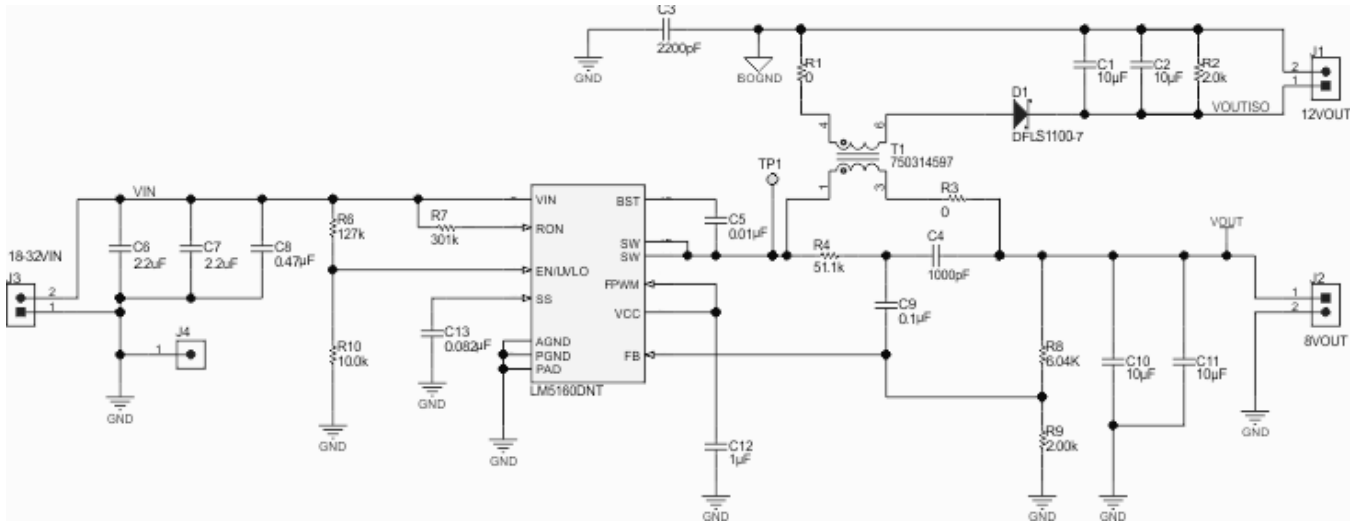 C3
2200pF
GND
BOGND
R1
0
C1
10µF
C2
10µF
R2
2.0k
J1
2
1
12VOUT
VOUTISO
D1
DFLS1100-7
4
6
T1
750314597
1
3
TP1
R3
0
VIN
18-32VIN
J3
2
1
C6
2.2uF
C7
2.2uF
C8
0.47µF
R6
127k
R7
301k
VIN
RON
EN/UVLO
SS
AGND
PGND
PAD
BST
SW
SW
FPWM
VCC
FB
LM5160DNT
C5
0.01µF
R4
51.1k
C4
1000pF
C9
0.1µF
VOUT
J2
1
2
8VOUT
J4
1
GND
R10
10.0k
GND
C13
0.082µF
GND
GND
C12
1µF
GND
R8
6.04K
R9
2.00k
GND
C10
10µF
C11
10µF
GND
GND